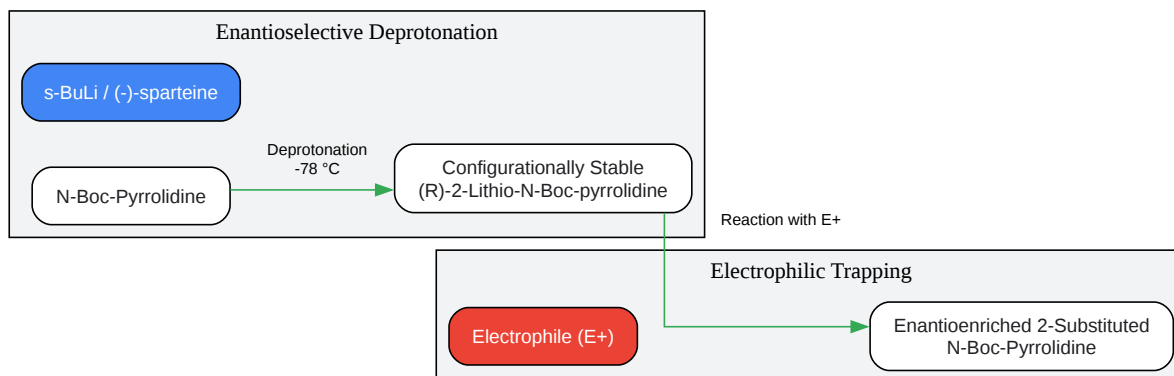 Enantioselective Deprotonation
s-BuLi / (-)-sparteine
Deprotonation
-78 °C
N-Boc-Pyrrolidine
Configurationally Stable
(R)-2-Lithio-N-Boc-pyrrolidine
Reaction with E+
Electrophilic Trapping
Electrophile (E+)
Enantioenriched 2-Substituted
N-Boc-Pyrrolidine